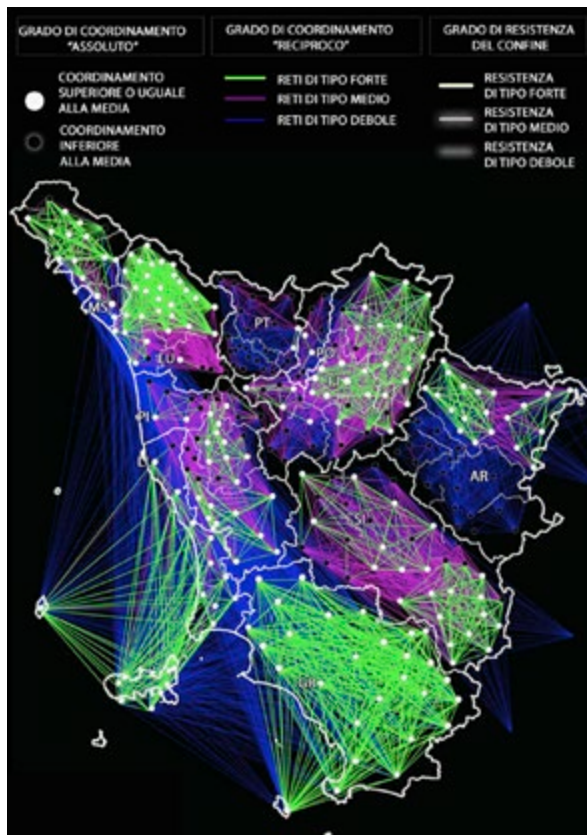 GRADO DI COORDINAMENTO
"ASSOLUTO"
COORDINAMENTO
SUPERIORE O UGUALE
ALLA MEDIA
COORDINAMENTO
INFERIORE
ALLA MEDIA
GRADO DI COORDINAMENTO
"RECIPROCO"
RETI DI TIPO FORTE
RETI DI TIPO MEDIO
RETI DI TIPO DEBOLE
GRADO DI RESISTENZA
DEL CONFINE
RESISTENZA
DI TIPO FORTE
RESISTENZA
DI TIPO MEDIO
RESISTENZA
DI TIPO DEBOLE
MS
PT
LU
PO
FI
PI
LI
AR
SI
GR